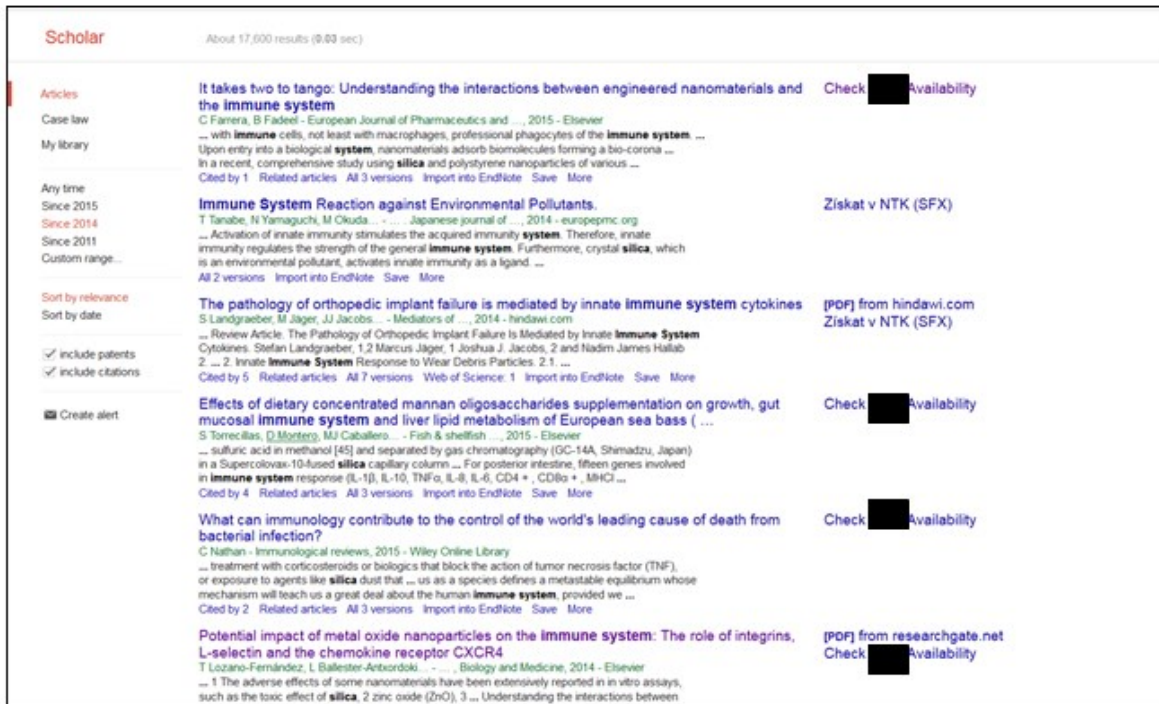 Scholar
About 17,600 results (0.03 sec)
Articles
Case law
My library
Any time
Since 2015
Since 2014
Since 2011
Custom range...
Sort by relevance
Sort by date
include patents
include citations
Create alert
It takes two to tango: Understanding the interactions between engineered nanomaterials and
the immune system
C Farrera, B Fadeel - European Journal of Pharmaceutics and ..., 2015 - Elsevier
... with immune cells, not least with macrophages, professional phagocytes of the immune system. ...
Upon entry into a biological system, nanomaterials adsorb biomolecules forming a bio-corona ...
In a recent, comprehensive study using silica and polystyrene nanoparticles of various ...
Cited by 1 Related articles All 3 versions Import into EndNote Save More
Check Availability
Immune System Reaction against Environmental Pollutants.
T Tanabe, N Yamaguchi, M Okuda... - ... . Japanese journal of ..., 2014 - europepmc.org
... Activation of innate immunity stimulates the acquired immunity system. Therefore, innate
immunity regulates the strength of the general immune system. Furthermore, crystal silica, which
is an environmental pollutant, activates innate immunity as a ligand. ...
All 2 versions Import into EndNote Save More
Získat v NTK (SFX)
The pathology of orthopedic implant failure is mediated by innate immune system cytokines
S Landgraeber, M Jäger, JJ Jacobs... - Mediators of ..., 2014 - hindawi.com
... Review Article. The Pathology of Orthopedic Implant Failure Is Mediated by Innate Immune System
Cytokines. Stefan Landgraeber, 1,2 Marcus Jäger, 1 Joshua J. Jacobs, 2 and Nadim James Hallab
2. ... 2. Innate Immune System Response to Wear Debris Particles. 2.1. ...
Cited by 5 Related articles All 7 versions Web of Science: 1 Import into EndNote Save More
[PDF] from hindawi.com
Získat v NTK (SFX)
Effects of dietary concentrated mannan oligosaccharides supplementation on growth, gut
mucosal immune system and liver lipid metabolism of European sea bass ( ...
S Torrecillas, D Montero, MJ Caballero... - Fish & shellfish ..., 2015 - Elsevier
... sulfuric acid in methanol [45] and separated by gas chromatography (GC-14A, Shimadzu, Japan)
in a Supercolovax-10-fused silica capillary column ... For posterior intestine, fifteen genes involved
in immune system response (IL-1β, IL-10, TNFα, IL-8, IL-6, CD4 + , CD8α + , MHCI ...
Cited by 4 Related articles All 3 versions Import into EndNote Save More
Check Availability
What can immunology contribute to the control of the world's leading cause of death from
bacterial infection?
C Nathan - Immunological reviews, 2015 - Wiley Online Library
... treatment with corticosteroids or biologics that block the action of tumor necrosis factor (TNF),
or exposure to agents like silica dust that ... us as a species defines a metastable equilibrium whose
mechanism will teach us a great deal about the human immune system, provided we ...
Cited by 2 Related articles All 3 versions Import into EndNote Save More
Check Availability
Potential impact of metal oxide nanoparticles on the immune system: The role of integrins,
L-selectin and the chemokine receptor CXCR4
T Lozano-Fernández, L Ballester-Antxordoki... - ... , Biology and Medicine, 2014 - Elsevier
... 1 The adverse effects of some nanomaterials have been extensively reported in in vitro assays,
such as the toxic effect of silica, 2 zinc oxide (ZnO), 3 ... Understanding the interactions between
[PDF] from researchgate.net
Check Availability